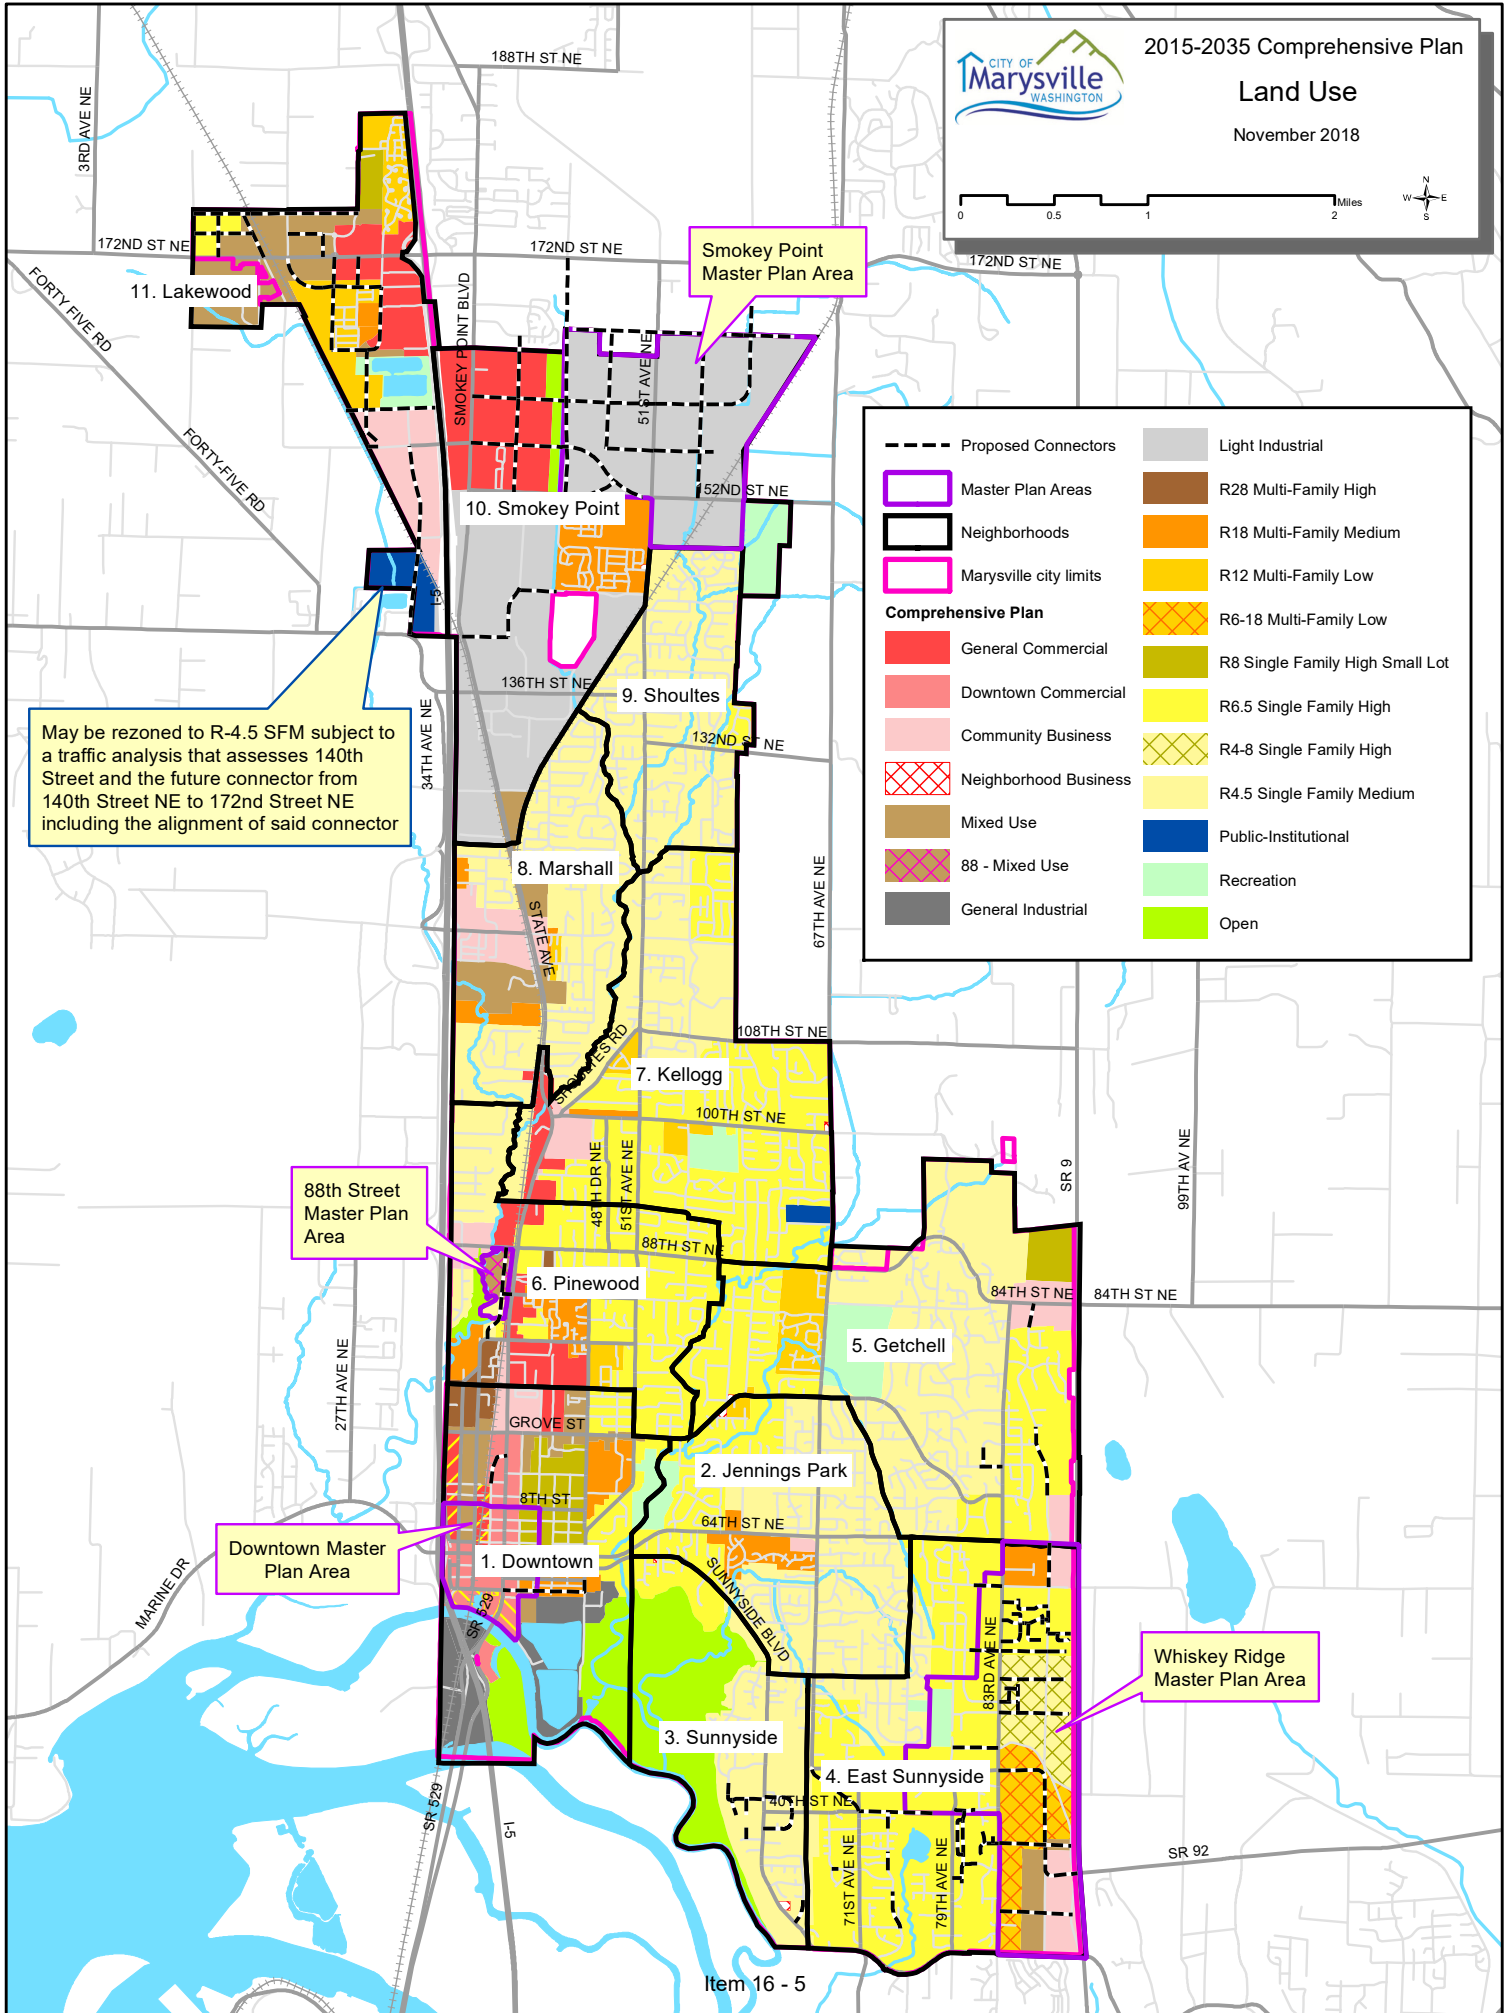 CITY OF
Marysville
WASHINGTON
2015-2035 Comprehensive Plan
Land Use
November 2018
0
0.5
1
2
Miles
N
W
E
S
188TH ST NE
3RD AVE NE
172ND ST NE
172ND ST NE
172ND ST NE
Smokey Point
Master Plan Area
11. Lakewood
FORTY FIVE RD
SMOKEY POINT BLVD
51ST AVE NE
FORTY-FIVE RD
152ND ST NE
10. Smokey Point
I-5
Proposed Connectors
Master Plan Areas
Neighborhoods
Marysville city limits
Comprehensive Plan
General Commercial
Downtown Commercial
Community Business
Neighborhood Business
Mixed Use
88 - Mixed Use
General Industrial
Light Industrial
R28 Multi-Family High
R18 Multi-Family Medium
R12 Multi-Family Low
R6-18 Multi-Family Low
R8 Single Family High Small Lot
R6.5 Single Family High
R4-8 Single Family High
R4.5 Single Family Medium
Public-Institutional
Recreation
Open
136TH ST NE
9. Shoultes
132ND ST NE
34TH AVE NE
May be rezoned to R-4.5 SFM subject to
a traffic analysis that assesses 140th
Street and the future connector from
140th Street NE to 172nd Street NE
including the alignment of said connector
8. Marshall
STATE AVE
67TH AVE NE
108TH ST NE
SHOULTES RD
7. Kellogg
100TH ST NE
48TH DR NE
51ST AVE NE
SR 9
99TH AV NE
88th Street
Master Plan
Area
88TH ST NE
6. Pinewood
84TH ST NE
84TH ST NE
5. Getchell
27TH AVE NE
GROVE ST
2. Jennings Park
8TH ST
64TH ST NE
Downtown Master
Plan Area
1. Downtown
MARINE DR
SR 529
SUNNYSIDE BLVD
83RD AVE NE
Whiskey Ridge
Master Plan Area
3. Sunnyside
4. East Sunnyside
40TH ST NE
SR 529
I-5
71ST AVE NE
79TH AVE NE
SR 92
Item 16 - 5